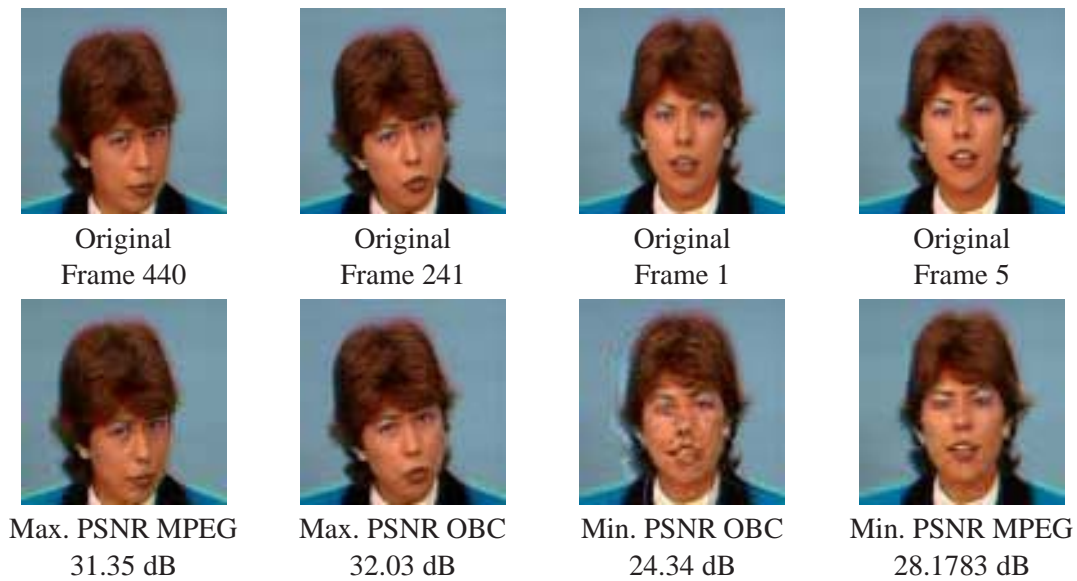 Original Original Original Original
Frame 440 Frame 241 Frame 1 Frame 5
Max. PSNR MPEG Max. PSNR OBC Min. PSNR OBC Min. PSNR MPEG
31.35 dB 32.03 dB 24.34 dB 28.1783 dB